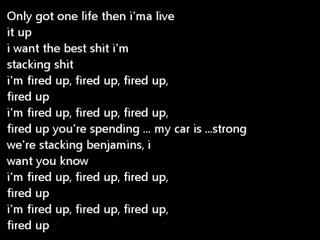 Only got one life then i'ma live
it up
i want the best shit i'm
stacking shit
i'm fired up, fired up, fired up,
fired up
i'm fired up, fired up, fired up,
fired up you're spending ... my car is ...strong
we're stacking benjamins, i
want you know
i'm fired up, fired up, fired up,
fired up
i'm fired up, fired up, fired up,
fired up